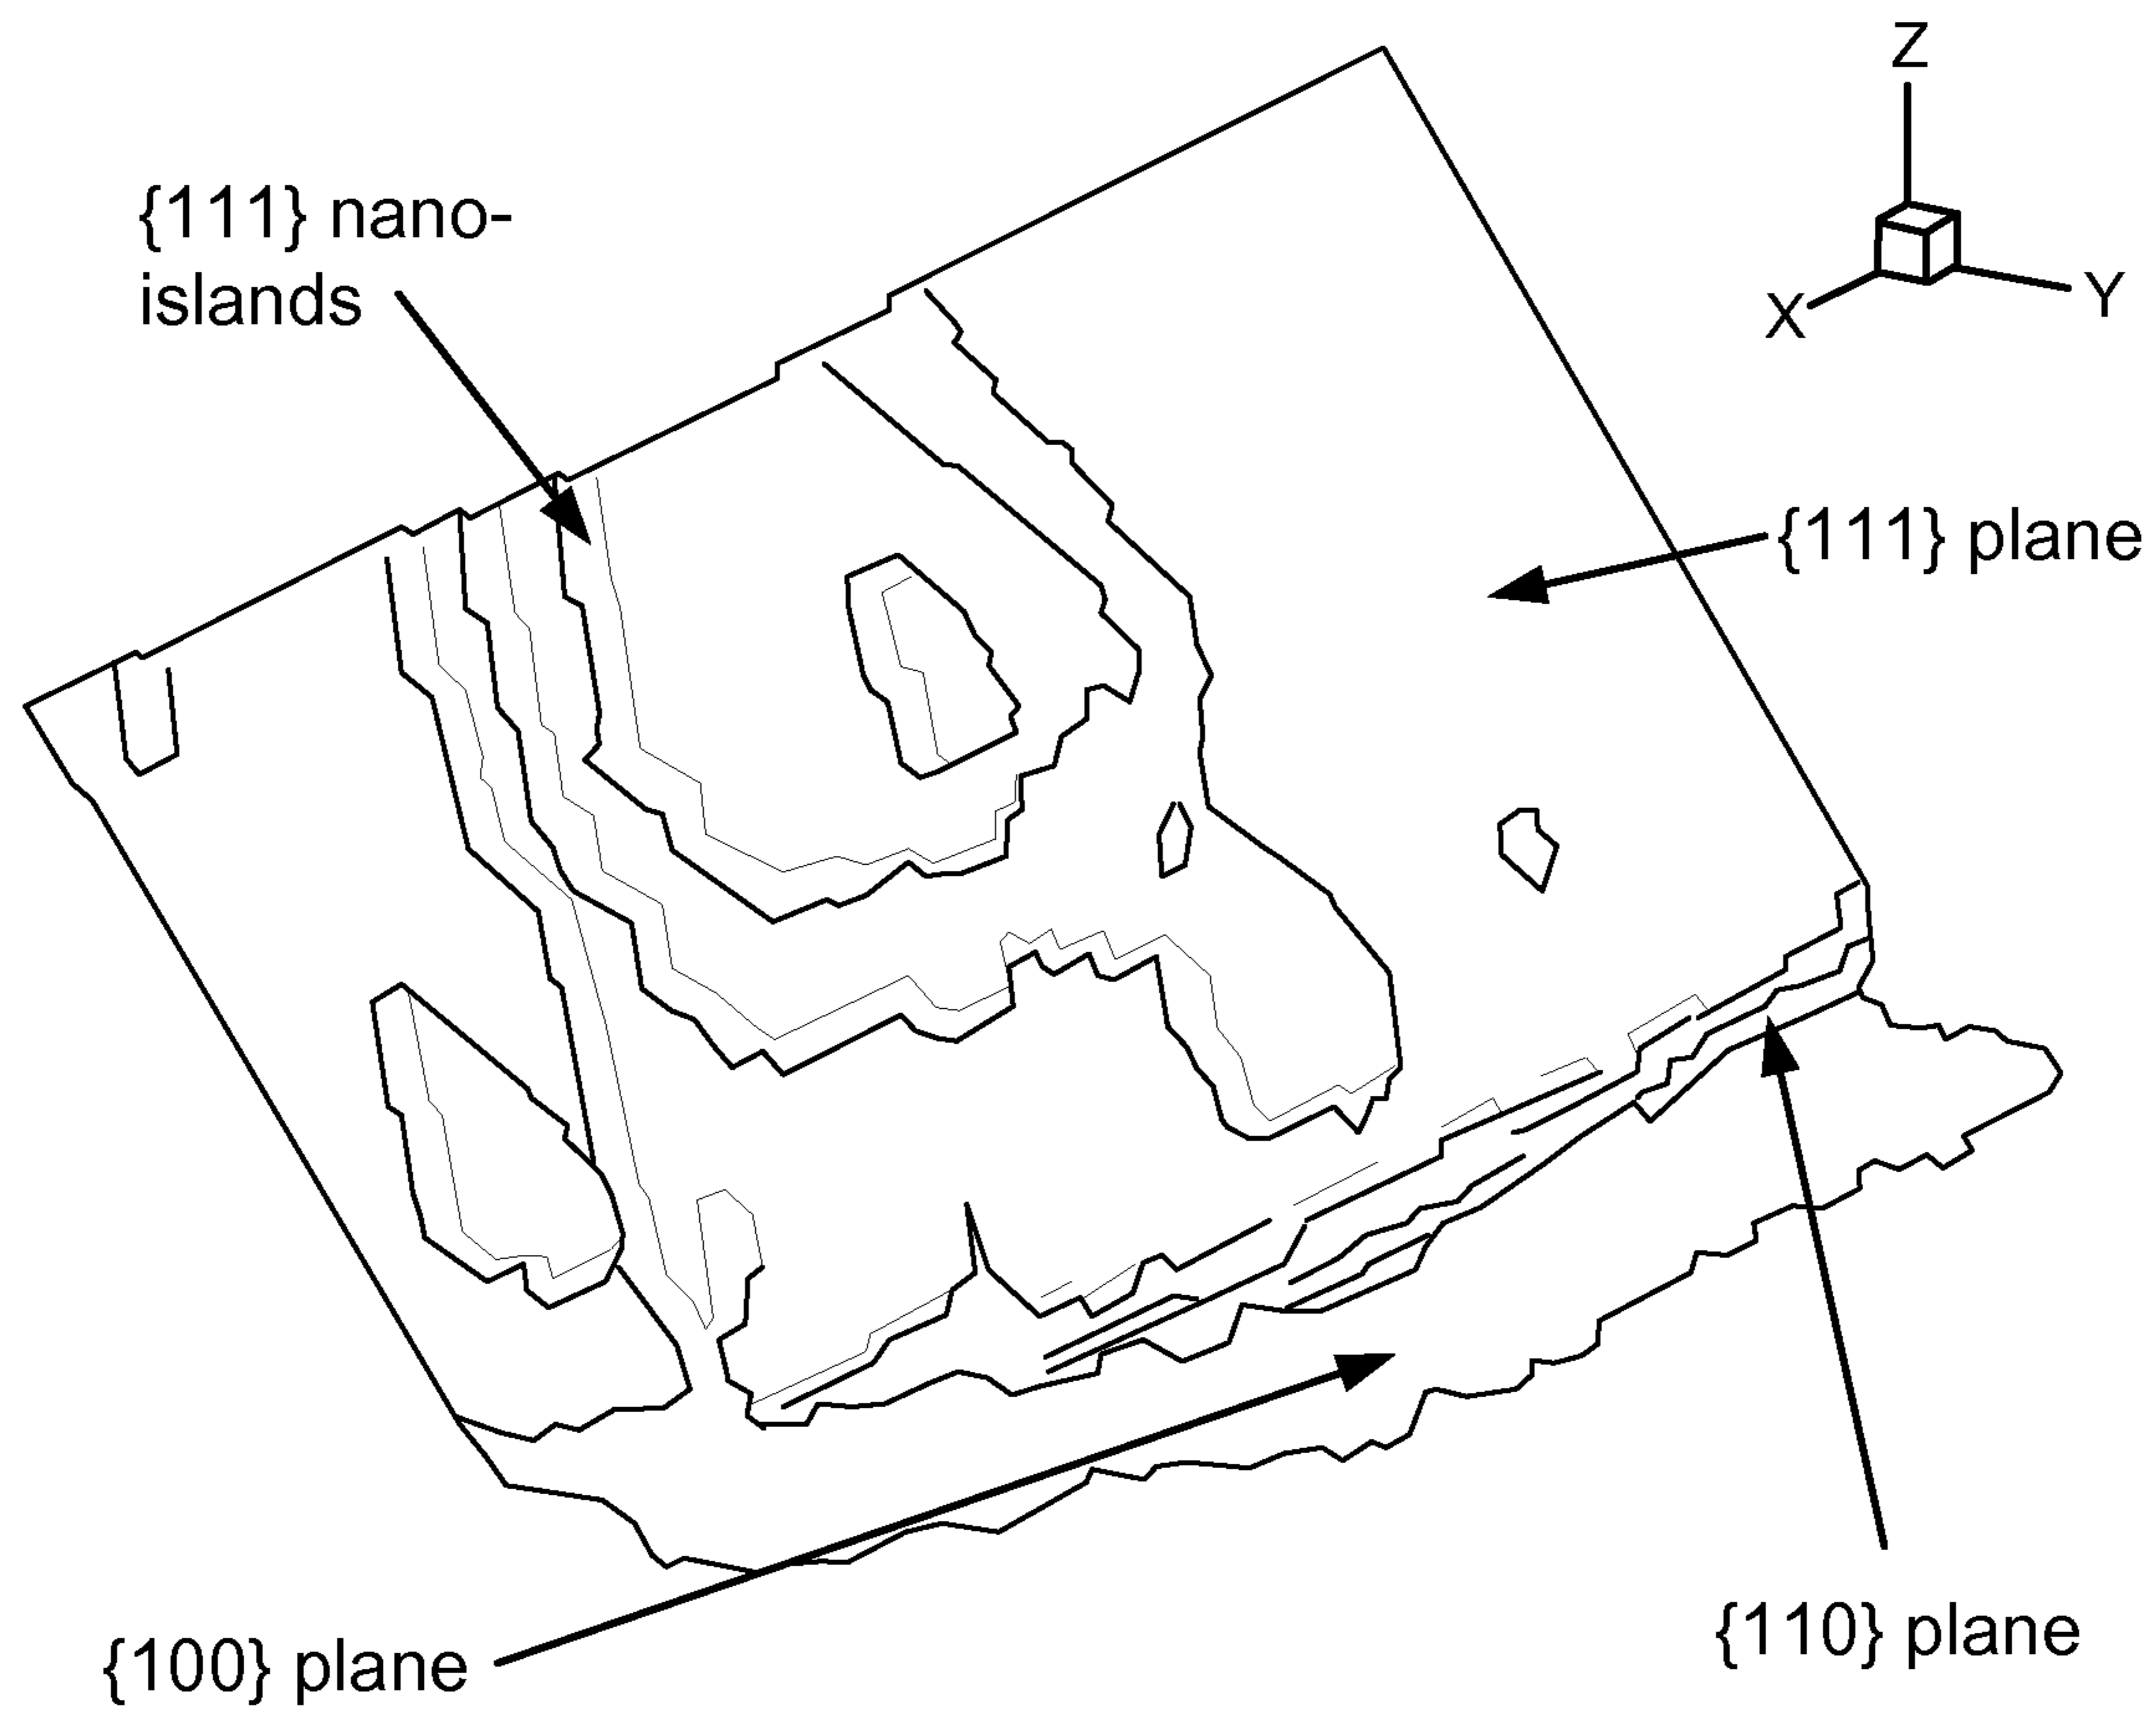 Z
{111} nano-
islands
X
Y
{111} plane
{100} plane
{110} plane